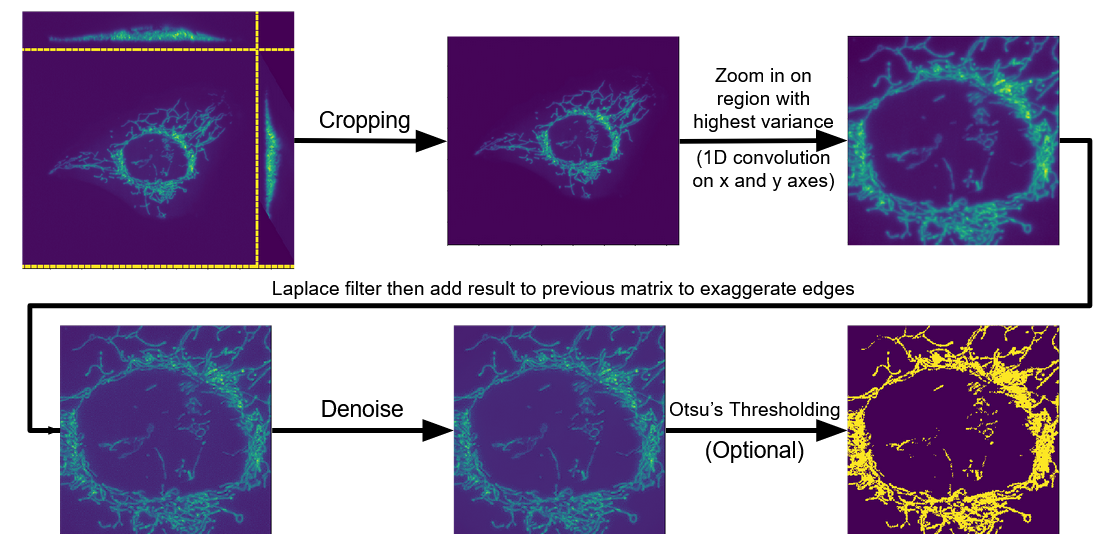 Cropping
Zoom in on
region with
highest variance
(1D convolution
on x and y axes)
Laplace filter then add result to previous matrix to exaggerate edges
Denoise
Otsu’s Thresholding
(Optional)